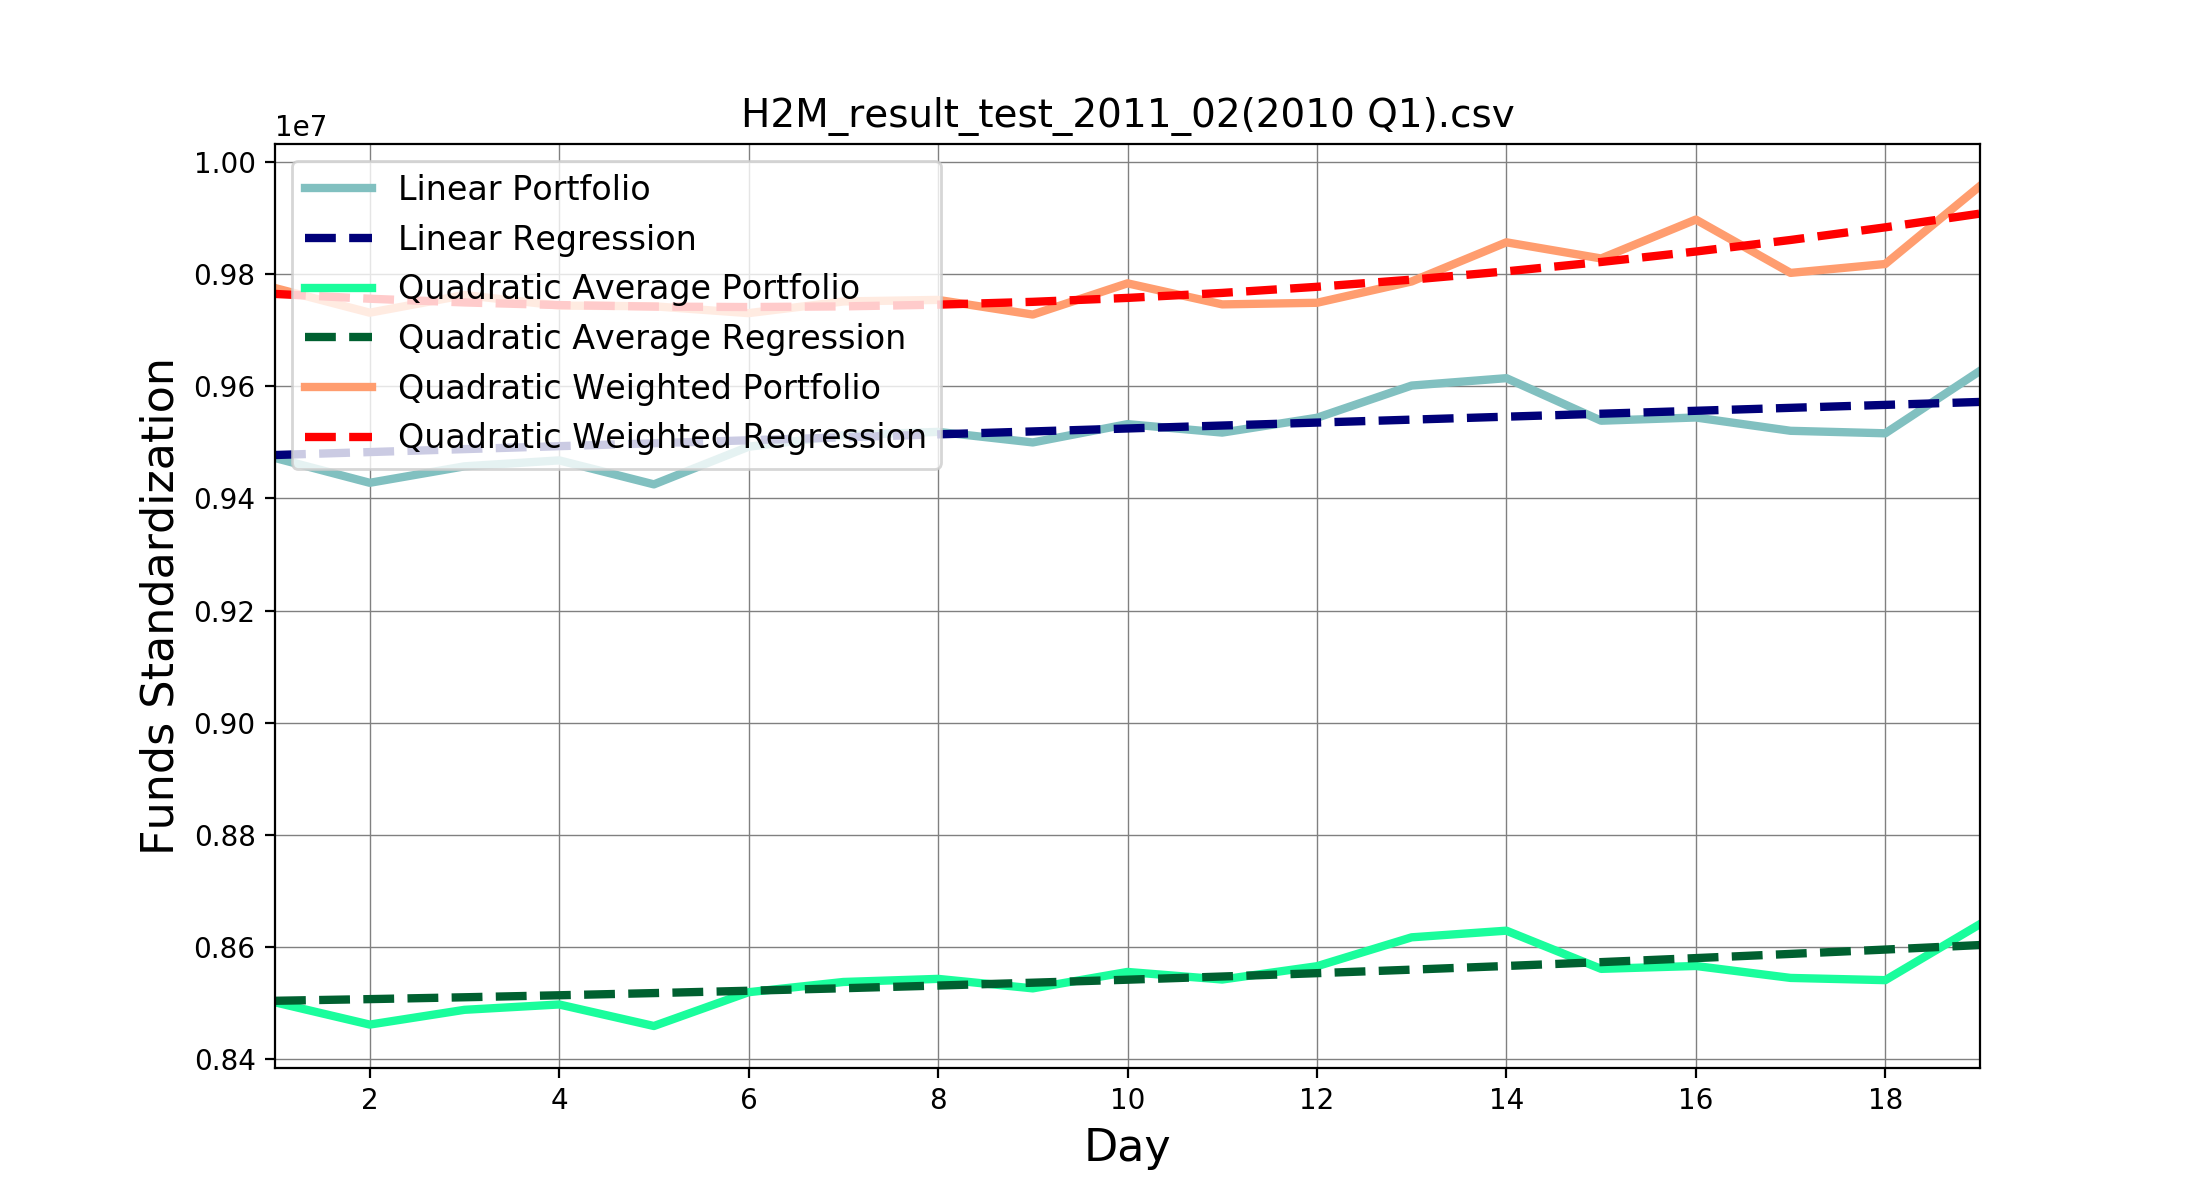 H2M_result_test_2011_02(2010 Q1).csv
1e7
1.00
0.98
0.96
0.94
0.92
0.90
0.88
0.86
0.84
Funds Standardization
Linear Portfolio
Linear Regression
Quadratic Average Portfolio
Quadratic Average Regression
Quadratic Weighted Portfolio
Quadratic Weighted Regression
2 4 6 8 10 12 14 16 18
Day